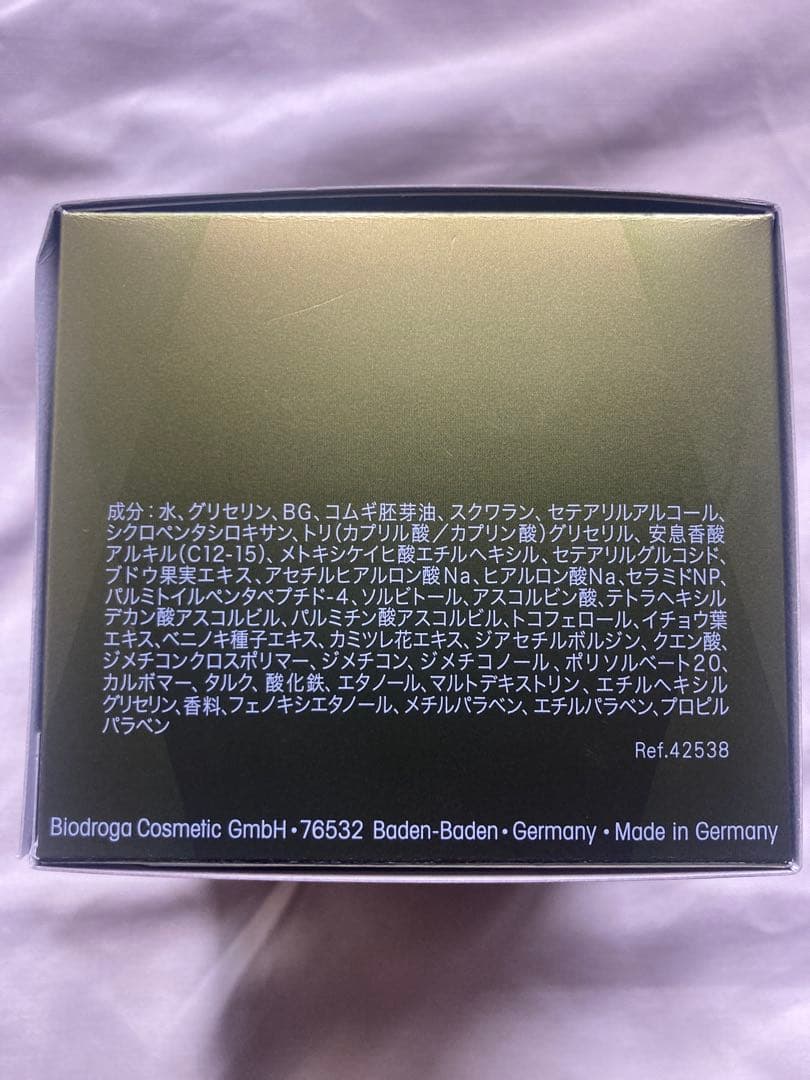 成分：水、グリセリン、BG、コムギ胚芽油、スクワラン、セテアリルアルコール、
シクロペンタシロキサン、トリ(カプリル酸／カプリン酸)グリセリル、安息香酸
アルキル(C12-15)、メトキシケイヒ酸エチルヘキシル、セテアリルグルコシド、
ブドウ果実エキス、アセチルヒアルロン酸Na、ヒアルロン酸Na、セラミドNP、
パルミトイルペンタペプチド-4、ソルビトール、アスコルビン酸、テトラヘキシル
デカン酸アスコルビル、パルミチン酸アスコルビル、トコフェロール、イチョウ葉
エキス、ベニノキ種子エキス、カミツレ花エキス、ジアセチルボルジン、クエン酸、
ジメチコンクロスポリマー、ジメチコン、ジメチコノール、ポリソルベート20、
カルボマー、タルク、酸化鉄、エタノール、マルトデキストリン、エチルヘキシル
グリセリン、香料、フェノキシエタノール、メチルパラベン、エチルパラベン、プロピル
パラベン
Ref.42538
Biodroga Cosmetic GmbH • 76532 Baden-Baden • Germany • Made in Germany